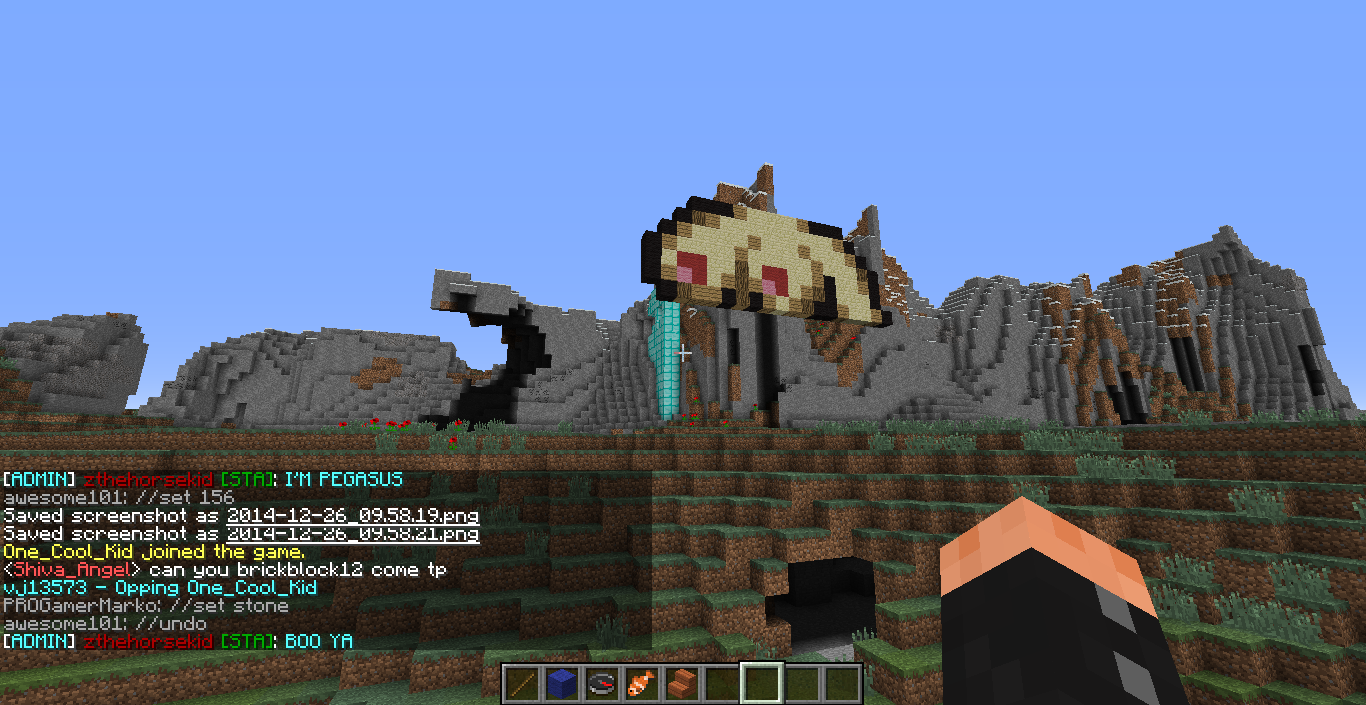 [ADMIN] zthehorsekid [STA]: I'M PEGASUS
awesome101: //set 156
Saved screenshot as 2014-12-26_09.58.19.png
Saved screenshot as 2014-12-26_09.58.21.png
One_Cool_Kid joined the game.
<Shiva_Angel> can you brickblock12 come tp
vj13573 - Opping One_Cool_Kid
PROGamerMarko: //set stone
awesome101: //undo
[ADMIN] zthehorsekid [STA]: BOO YA